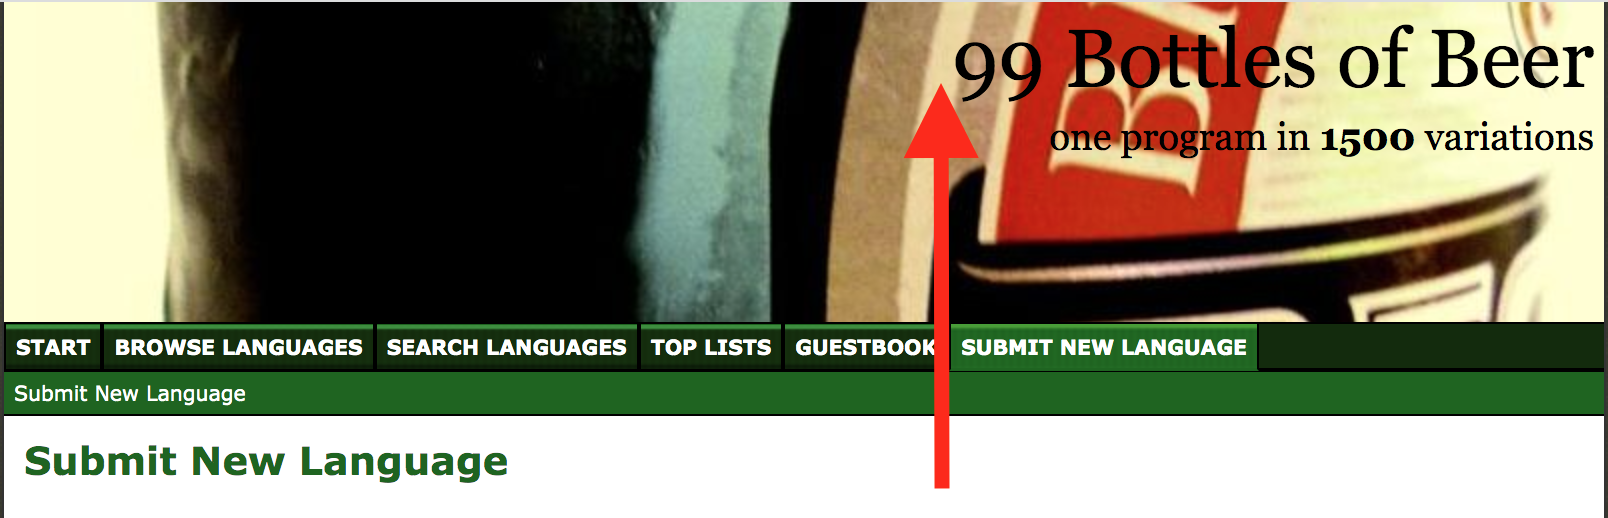 99 Bottles of Beer
one program in 1500 variations
START BROWSE LANGUAGES SEARCH LANGUAGES TOP LISTS GUESTBOOK SUBMIT NEW LANGUAGE
Submit New Language
Submit New Language